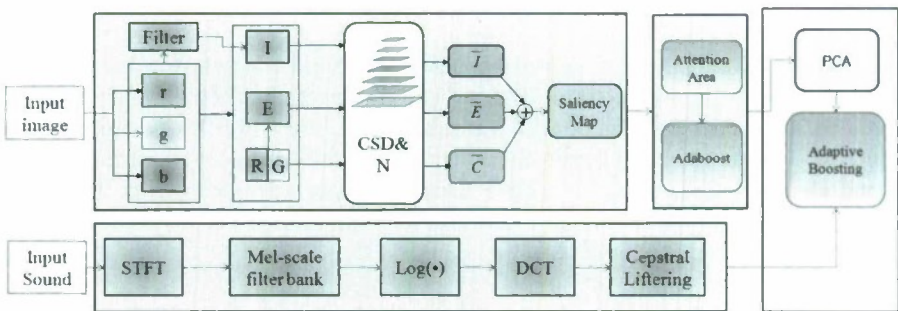 Input
image
Filter
r
g
b
I
E
R G
CSD&
N
I
E
C
Saliency
Map
Attention
Area
Adaboost
PCA
Adaptive
Boosting
Input
Sound
STFT
Mel-scale
filter bank
Log(•)
DCT
Cepstral
Liftering